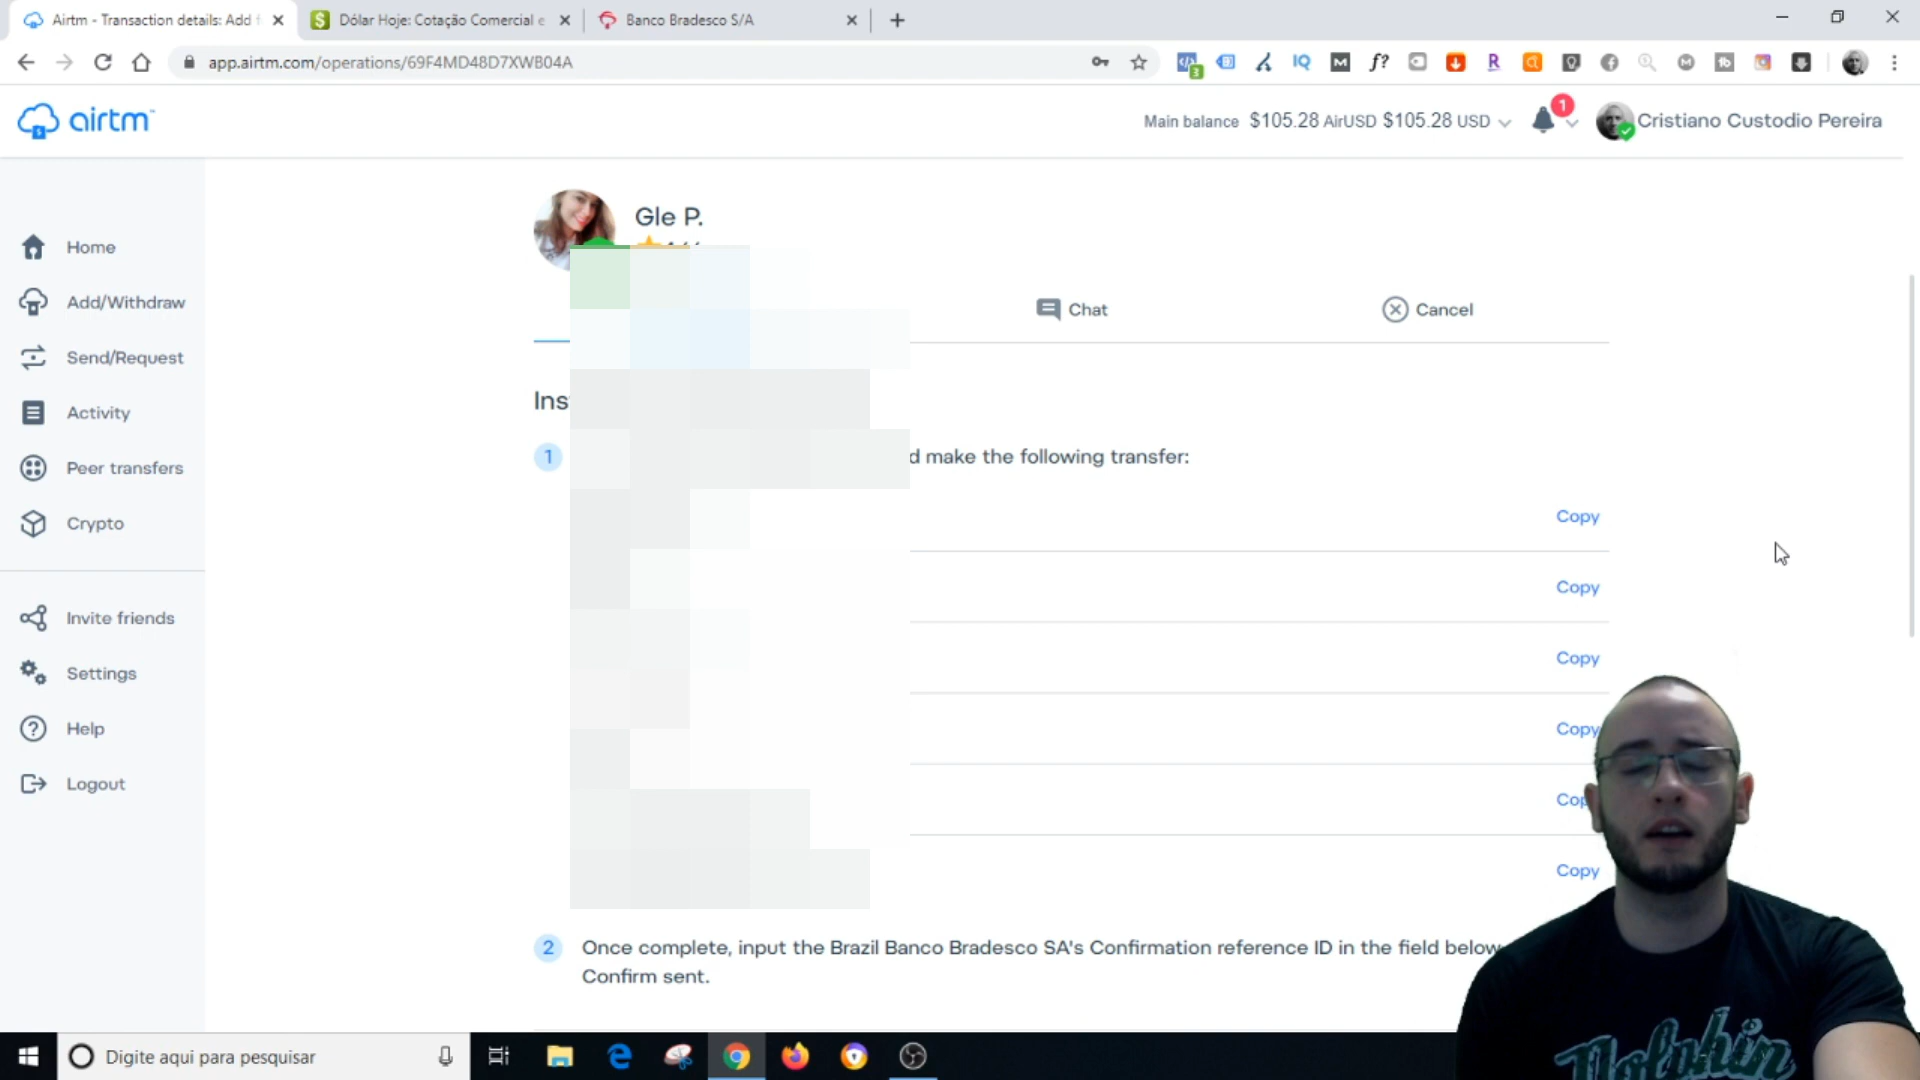 Airtm - Transaction details: Add f
Dólar Hoje: Cotação Comercial e
Banco Bradesco S/A
app.airtm.com/operations/69F4MD48D7XWB04A
airtm
Main balance $105.28 AirUSD $105.28 USD
1
Cristiano Custodio Pereira
Home
Add/Withdraw
Send/Request
Activity
Peer transfers
Crypto
Invite friends
Settings
Help
Logout
Gle P.
Chat
Cancel
Ins
1
d make the following transfer:
Copy
Copy
Copy
Copy
Cop
Copy
2 Once complete, input the Brazil Banco Bradesco SA's Confirmation reference ID in the field below
Confirm sent.
Dolphin
Digite aqui para pesquisar